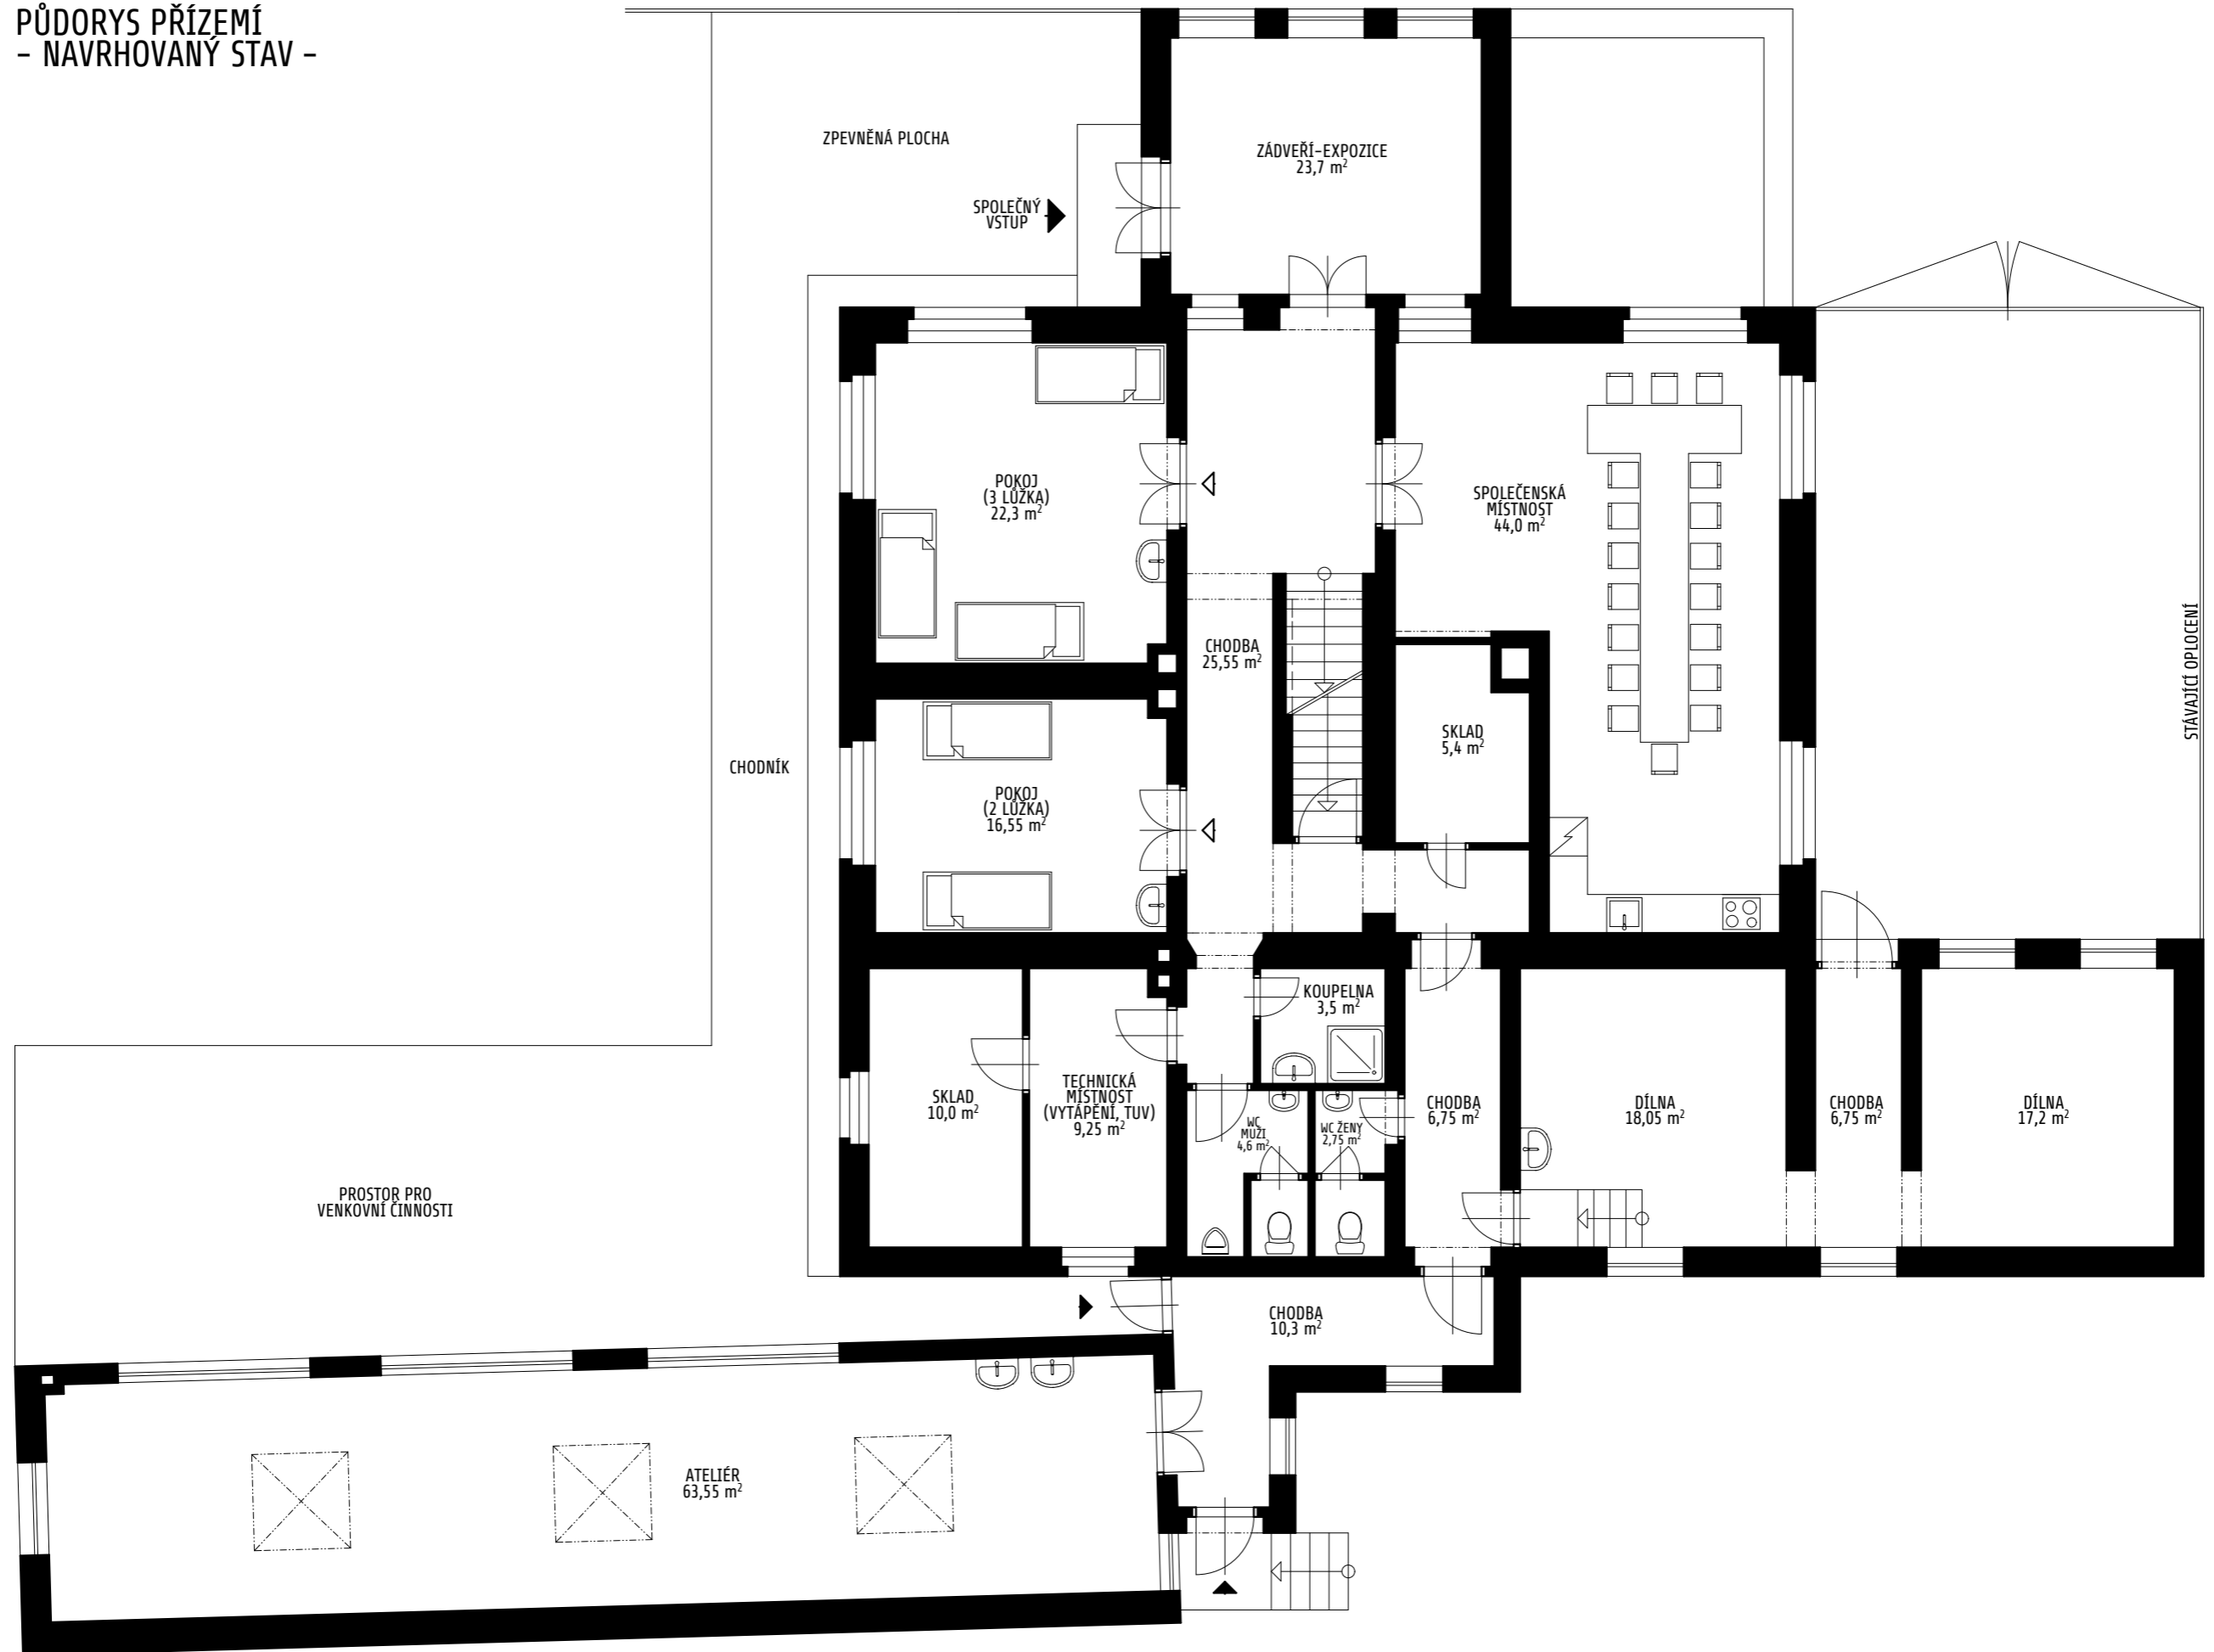 PŮDORYS PŘÍZEMÍ
- NAVRHOVANÝ STAV -
ZPEVNĚNÁ PLOCHA
ZÁDVEŘÍ-EXPOZICE
23,7 m²
SPOLEČNÝ
VSTUP
POKOJ
(3 LŮŽKA)
22,3 m²
SPOLEČENSKÁ
MÍSTNOST
44,0 m²
CHODBA
25,55 m²
STÁVAJÍCÍ OPLOCENÍ
SKLAD
5,4 m²
CHODNÍK
POKOJ
(2 LŮŽKA)
16,55 m²
KOUPELNA
3,5 m²
SKLAD
10,0 m²
TECHNICKÁ
MÍSTNOST
(VYTÁPĚNÍ, TUV)
9,25 m²
WC
MUŽI
4,6 m²
WC ŽENY
2,75 m²
CHODBA
6,75 m²
DÍLNA
18,05 m²
CHODBA
6,75 m²
DÍLNA
17,2 m²
PROSTOR PRO
VENKOVNÍ ČINNOSTI
CHODBA
10,3 m²
ATELIÉR
63,55 m²